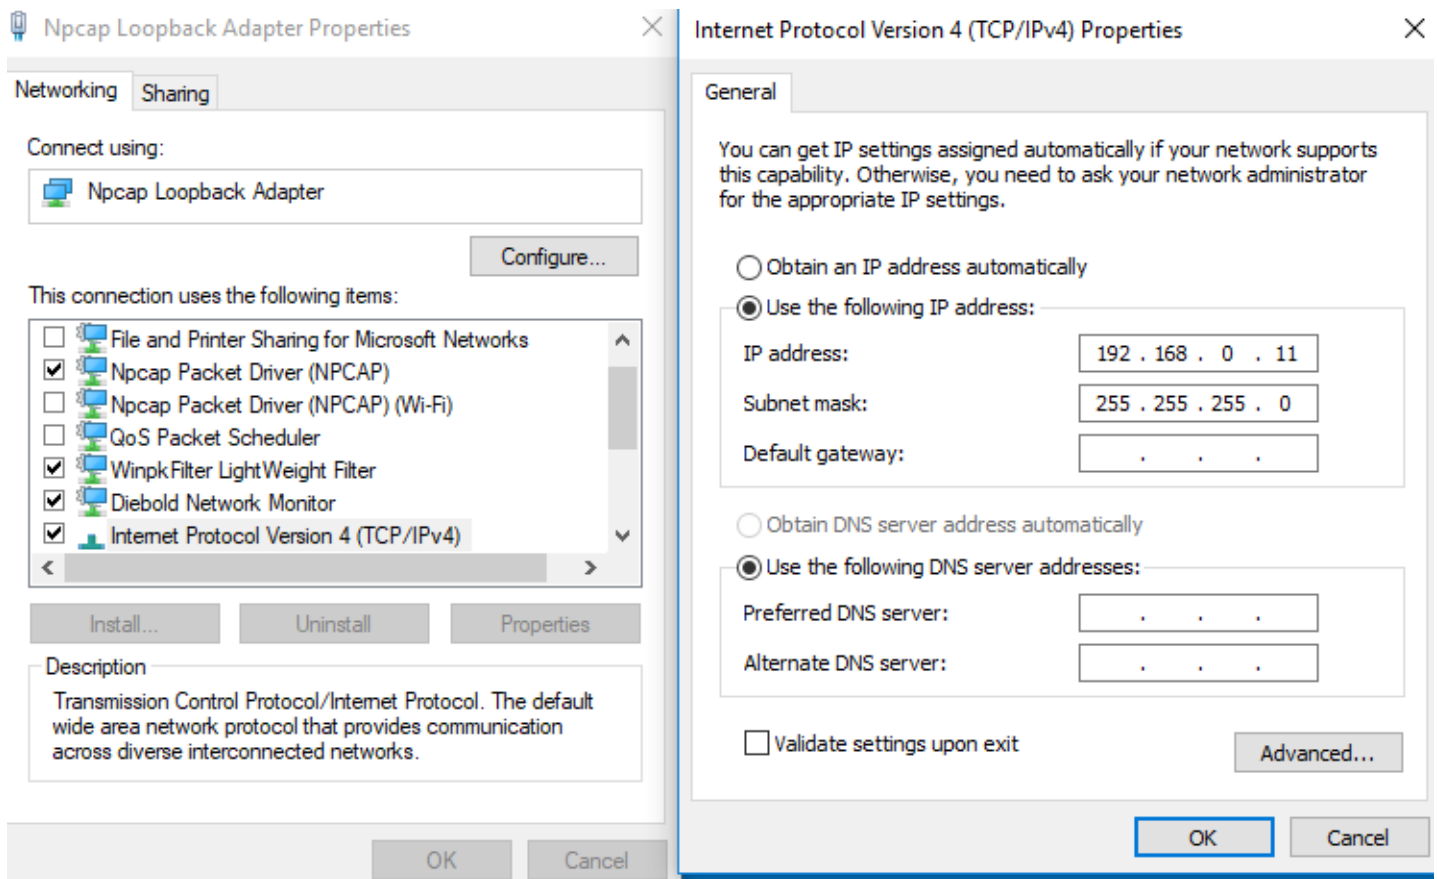 Npcap Loopback Adapter Properties
Networking
Sharing
Connect using:
Npcap Loopback Adapter
Configure...
This connection uses the following items:
File and Printer Sharing for Microsoft Networks
Npcap Packet Driver (NPCAP)
Npcap Packet Driver (NPCAP) (Wi-Fi)
QoS Packet Scheduler
WinpkFilter LightWeight Filter
Diebold Network Monitor
Internet Protocol Version 4 (TCP/IPv4)
Install...
Uninstall
Properties
Description
Transmission Control Protocol/Internet Protocol. The default
wide area network protocol that provides communication
across diverse interconnected networks.
OK
Cancel
Internet Protocol Version 4 (TCP/IPv4) Properties
General
You can get IP settings assigned automatically if your network supports
this capability. Otherwise, you need to ask your network administrator
for the appropriate IP settings.
Obtain an IP address automatically
Use the following IP address:
IP address:
192 . 168 . 0 . 11
Subnet mask:
255 . 255 . 255 . 0
Default gateway:
. . .
Obtain DNS server address automatically
Use the following DNS server addresses:
Preferred DNS server:
. . .
Alternate DNS server:
. . .
Validate settings upon exit
Advanced...
OK
Cancel